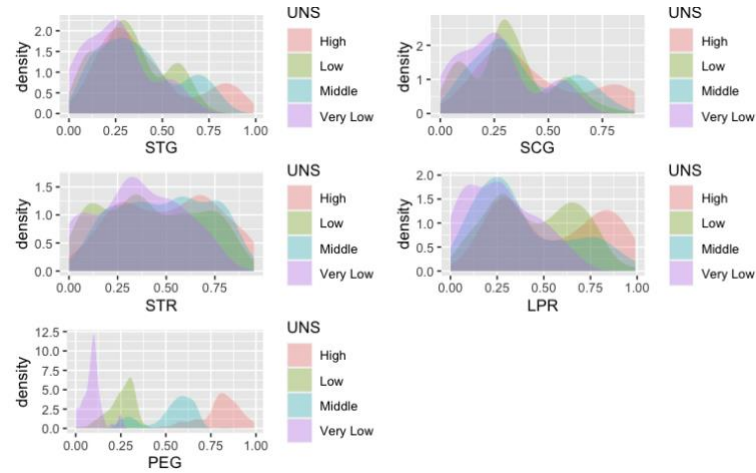 UNS
density
2.0
1.5
1.0
0.5
0.0
0.00 0.25 0.50 0.75 1.00
STG
High
Low
Middle
Very Low
UNS
density
2
1
0
0.00 0.25 0.50 0.75
SCG
High
Low
Middle
Very Low
UNS
density
1.5
1.0
0.5
0.0
0.00 0.25 0.50 0.75
STR
High
Low
Middle
Very Low
UNS
density
2.0
1.5
1.0
0.5
0.0
0.00 0.25 0.50 0.75 1.00
LPR
High
Low
Middle
Very Low
UNS
density
12.5
10.0
7.5
5.0
2.5
0.0
0.00 0.25 0.50 0.75 1.00
PEG
High
Low
Middle
Very Low